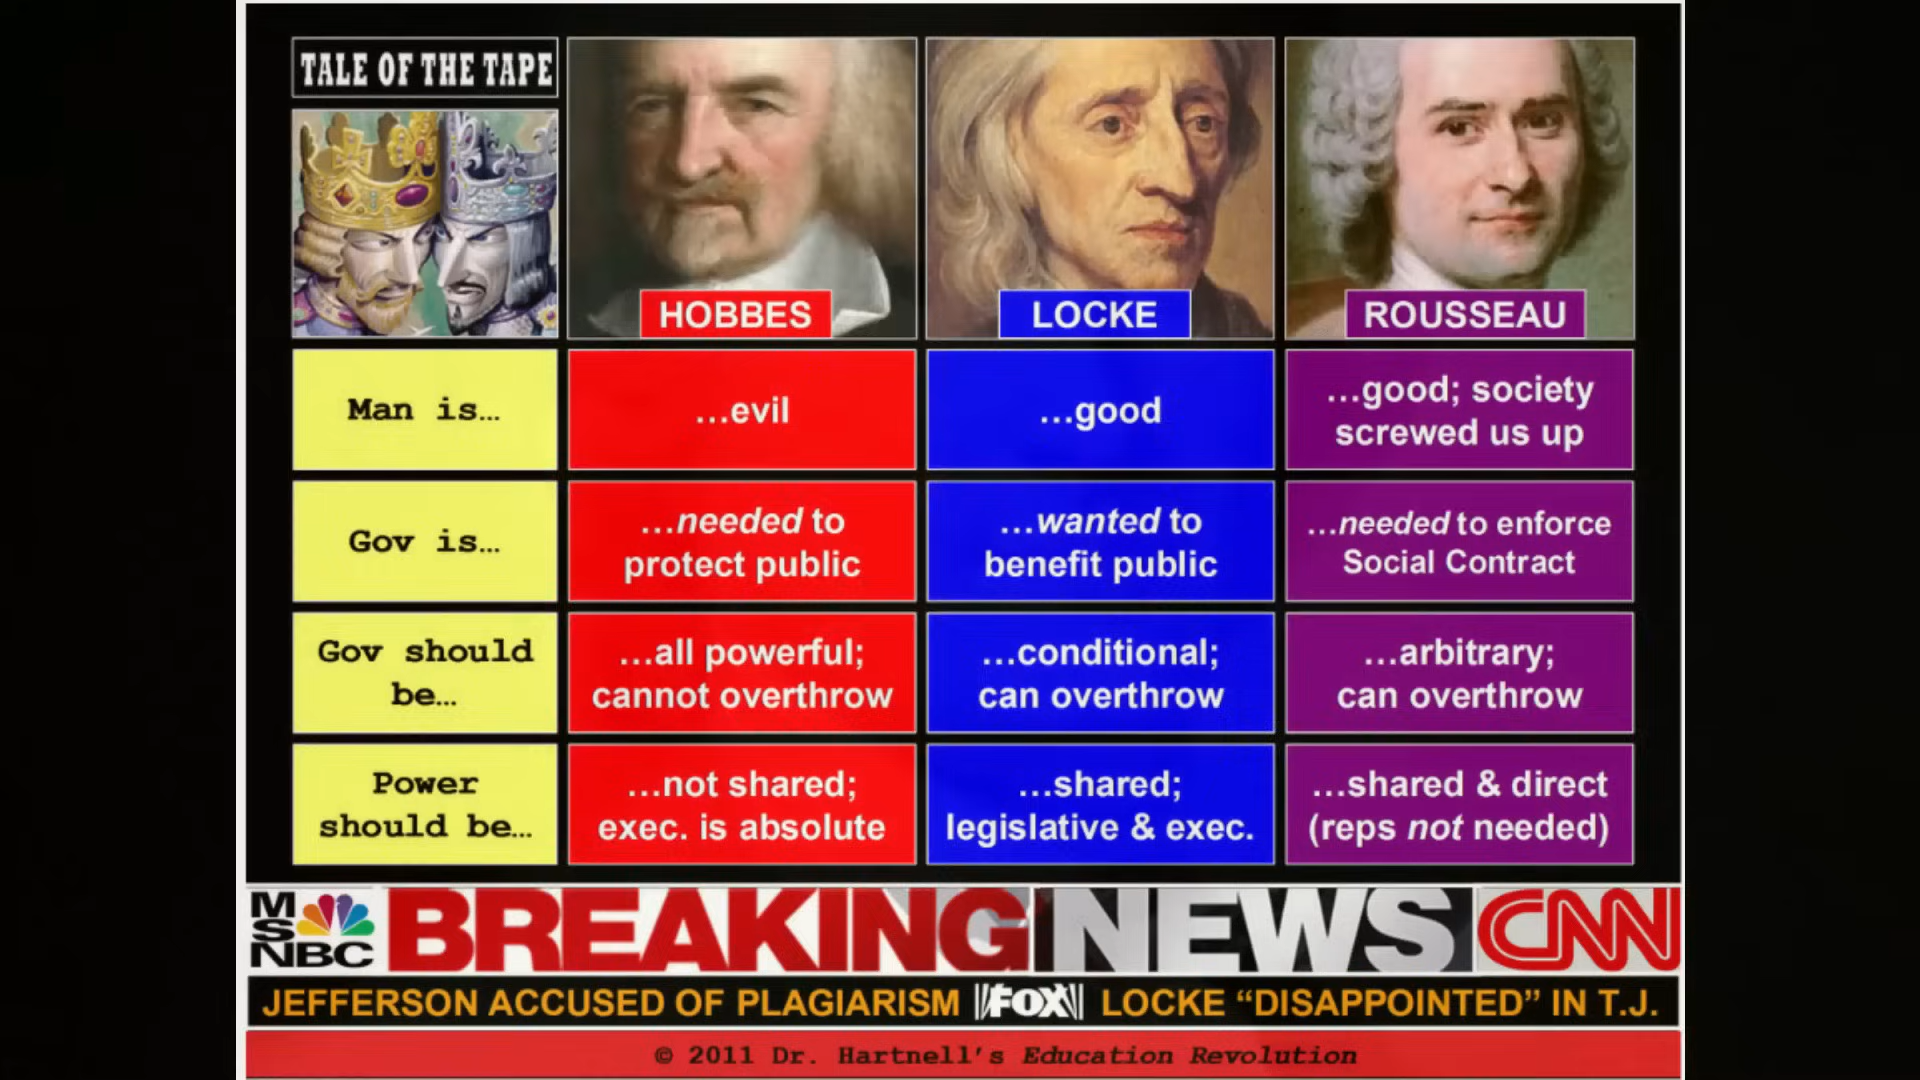 TALE OF THE TAPE
HOBBES
LOCKE
ROUSSEAU
Man is…
…evil
…good
…good; society
screwed us up
Gov is…
…needed to
protect public
…wanted to
benefit public
…needed to enforce
Social Contract
Gov should
be…
…all powerful;
cannot overthrow
…conditional;
can overthrow
…arbitrary;
can overthrow
Power
should be…
…not shared;
exec. is absolute
…shared;
legislative & exec.
…shared & direct
(reps not needed)
MSNBC BREAKING NEWS CNN
JEFFERSON ACCUSED OF PLAGIARISM FOX LOCKE “DISAPPOINTED” IN T.J.
© 2011 Dr. Hartnell's Education Revolution